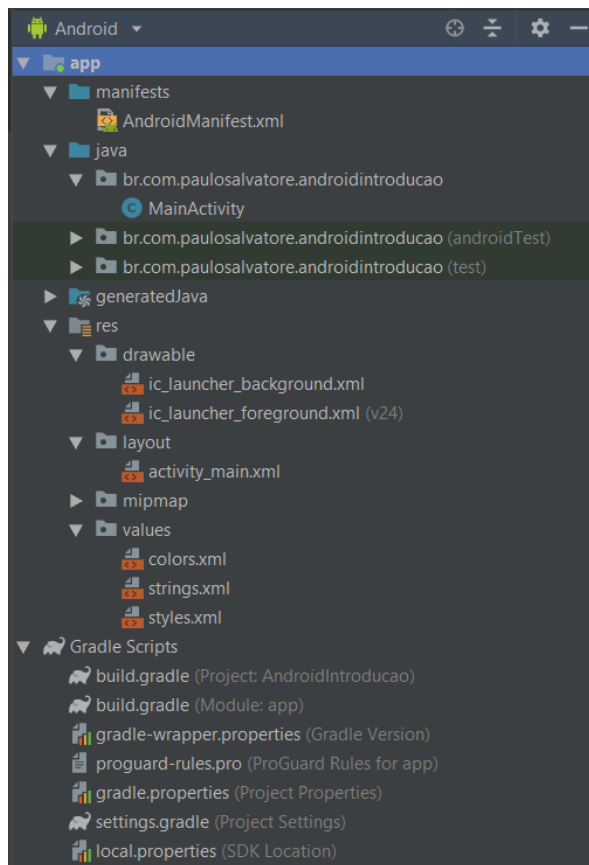 Android
app
manifests
AndroidManifest.xml
java
br.com.paulosalvatore.androidintroducao
MainActivity
br.com.paulosalvatore.androidintroducao (androidTest)
br.com.paulosalvatore.androidintroducao (test)
generatedJava
res
drawable
ic_launcher_background.xml
ic_launcher_foreground.xml (v24)
layout
activity_main.xml
mipmap
values
colors.xml
strings.xml
styles.xml
Gradle Scripts
build.gradle (Project: AndroidIntroducao)
build.gradle (Module: app)
gradle-wrapper.properties (Gradle Version)
proguard-rules.pro (ProGuard Rules for app)
gradle.properties (Project Properties)
settings.gradle (Project Settings)
local.properties (SDK Location)